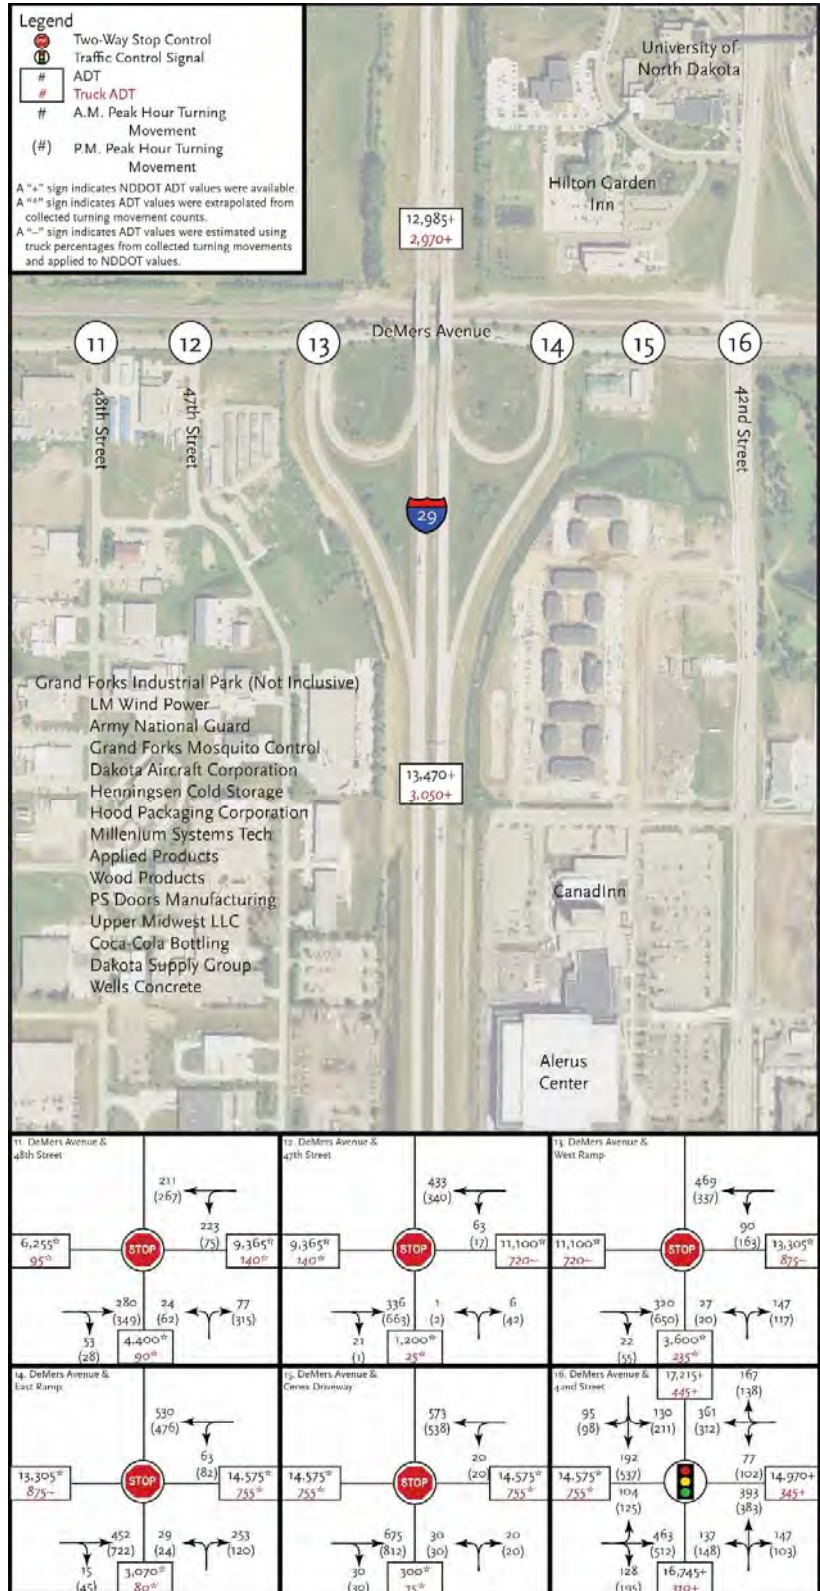 Legend
Two-Way Stop Control
Traffic Control Signal
# ADT
# Truck ADT
# A.M. Peak Hour Turning
Movement
(#) P.M. Peak Hour Turning
Movement
A "+" sign indicates NDDOT ADT values were available.
A "*" sign indicates ADT values were extrapolated from
collected turning movement counts.
A "~" sign indicates ADT values were estimated using
truck percentages from collected turning movements
and applied to NDDOT values.
University of
North Dakota
Hilton Garden
Inn
12,985+
2,970+
DeMers Avenue
11
12
13
14
15
16
48th Street
47th Street
42nd Street
29
Grand Forks Industrial Park (Not Inclusive)
LM Wind Power
Army National Guard
Grand Forks Mosquito Control
Dakota Aircraft Corporation
Henningsen Cold Storage
Hood Packaging Corporation
Millenium Systems Tech
Applied Products
Wood Products
PS Doors Manufacturing
Upper Midwest LLC
Coca-Cola Bottling
Dakota Supply Group
Wells Concrete
13,470+
3,050+
CanadInn
Alerus
Center
11. DeMers Avenue &
48th Street
211
(267)
223
(75)
6,255*
95*
STOP
9,365*
140*
280
(349)
24
(62)
77
(315)
53
(28)
4,400*
90*
12. DeMers Avenue &
47th Street
433
(340)
63
(17)
9,365*
140*
STOP
11,100*
720~
336
(663)
1
(2)
6
(42)
21
(1)
1,200*
25*
13. DeMers Avenue &
West Ramp
469
(337)
90
(163)
11,100*
720~
STOP
13,305*
875~
320
(650)
27
(20)
147
(117)
22
(55)
3,600*
235*
14. DeMers Avenue &
East Ramp
530
(476)
63
(82)
13,305*
875~
STOP
14,575*
755*
452
(722)
29
(24)
253
(120)
15
(45)
3,070*
80*
15. DeMers Avenue &
Cenex Driveway
573
(538)
20
(20)
14,575*
755*
STOP
14,575*
755*
675
(812)
30
(30)
20
(20)
30
(30)
300*
15*
16. DeMers Avenue &
42nd Street
17,215+
445+
167
(138)
95
(98)
130
(211)
361
(312)
192
(537)
77
(102)
14,575*
755*
14,970+
345+
104
(125)
393
(383)
463
(512)
137
(148)
147
(103)
128
(195)
16,745+
310+